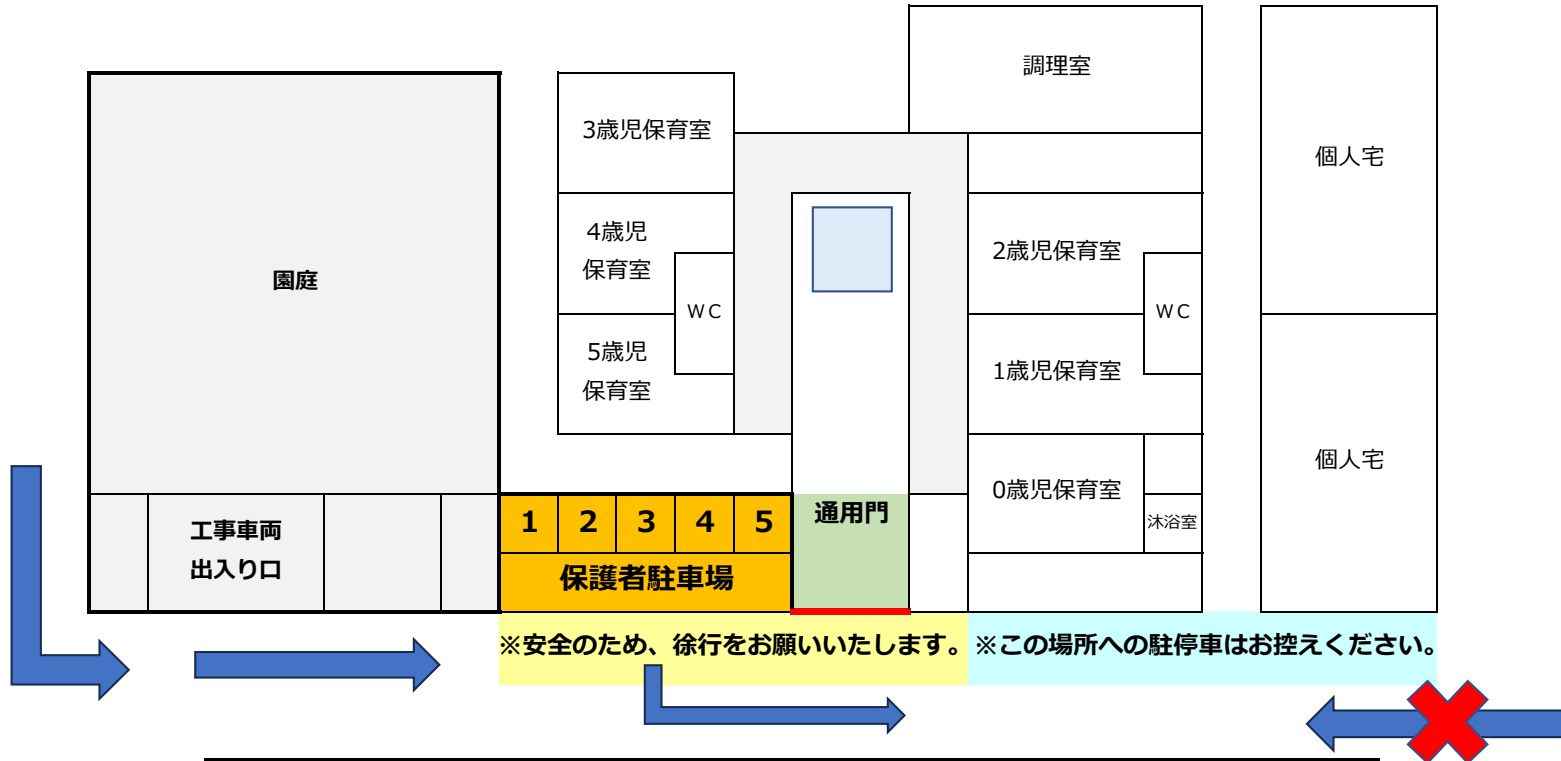 調理室
3歳児保育室
個人宅
園庭
4歳児
保育室
WC
2歳児保育室
WC
5歳児
保育室
1歳児保育室
個人宅
0歳児保育室
沐浴室
工事車両
出入り口
1 2 3 4 5
保護者駐車場
通用門
※安全のため、徐行をお願いいたします。
※この場所への駐停車はお控えください。